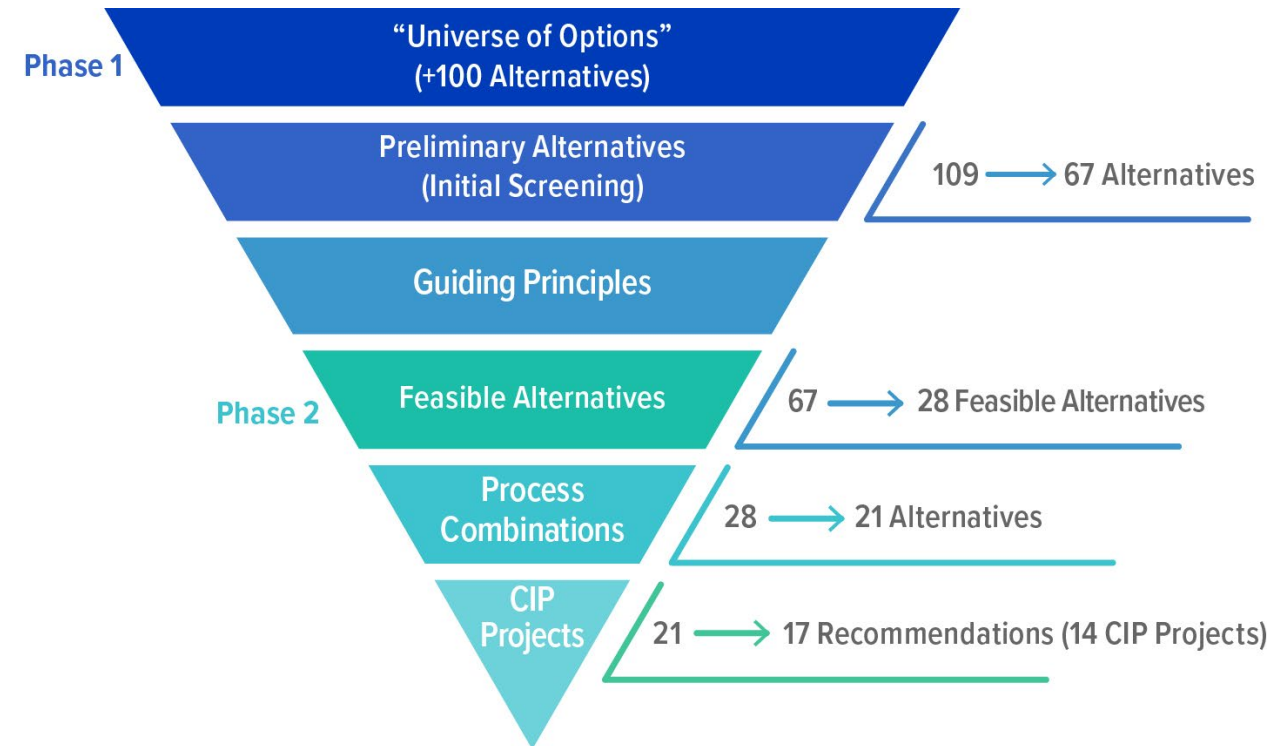 Phase 1
“Universe of Options”
(+100 Alternatives)
Preliminary Alternatives
(Initial Screening)
109 → 67 Alternatives
Guiding Principles
Phase 2
Feasible Alternatives
67 → 28 Feasible Alternatives
Process
Combinations
28 → 21 Alternatives
CIP
Projects
21 → 17 Recommendations (14 CIP Projects)